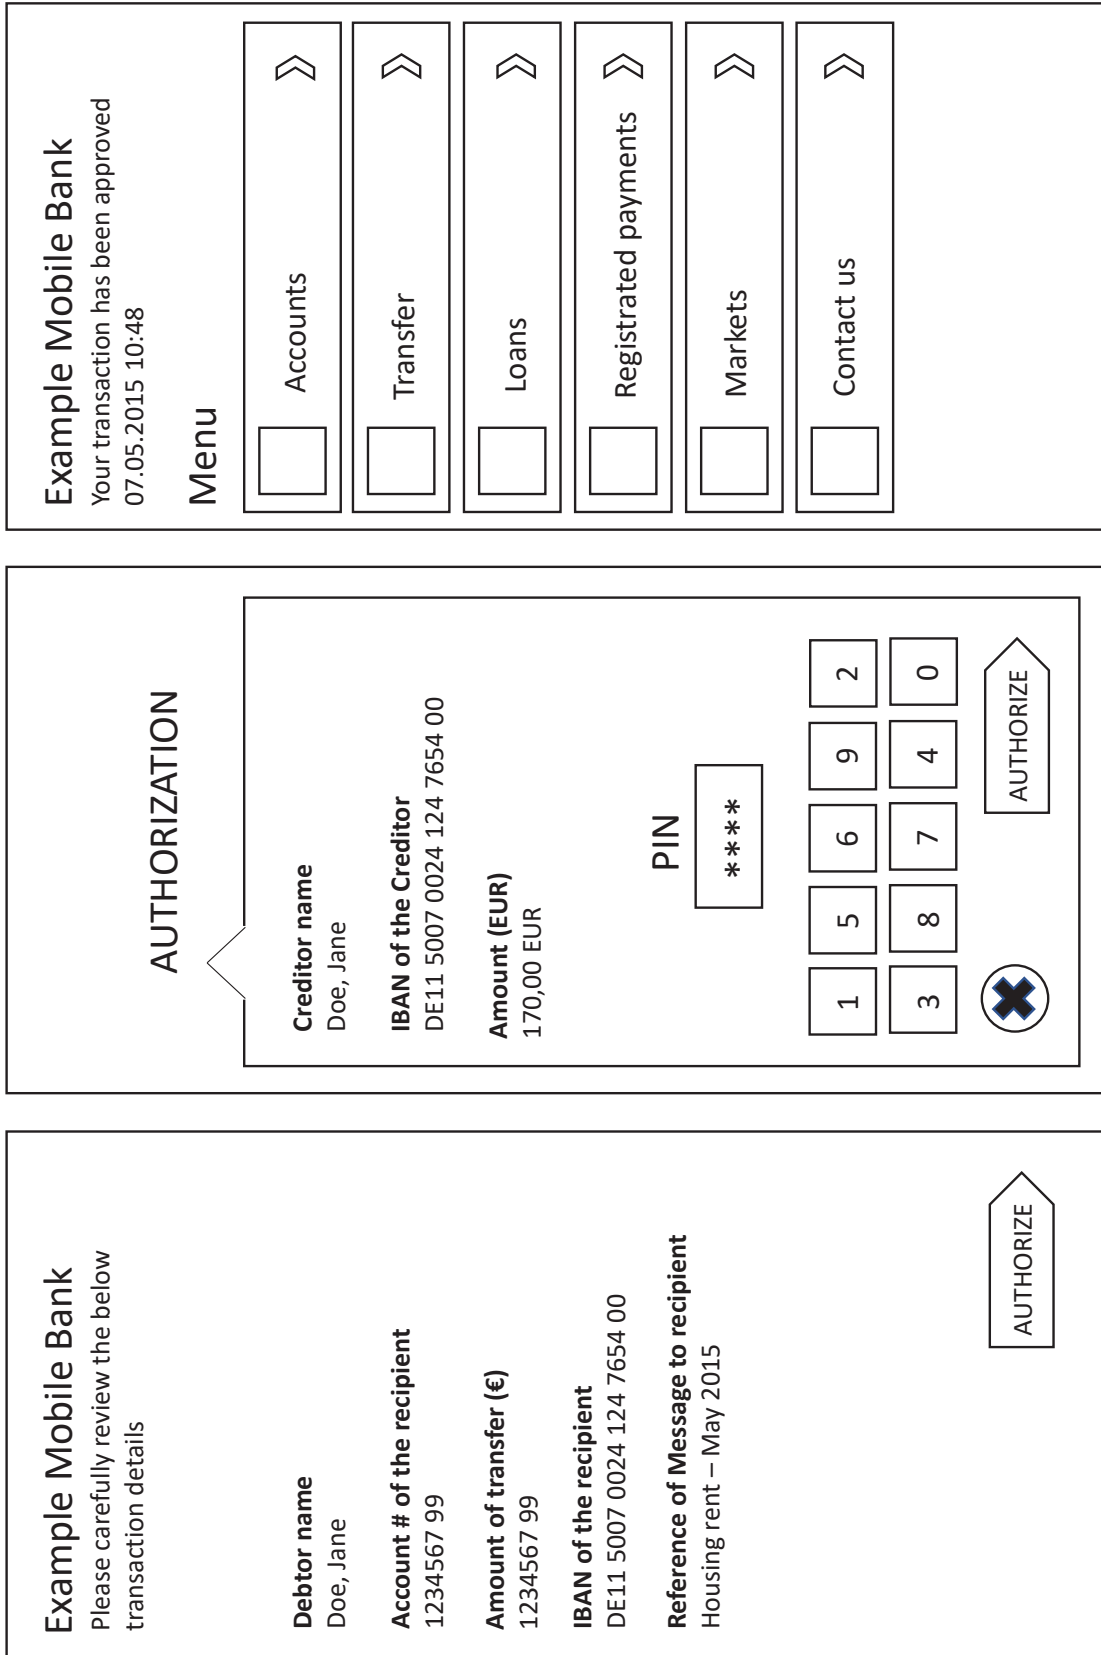 Example Mobile Bank
Please carefully review the below
transaction details
Debtor name
Doe, Jane
Account # of the recipient
1234567 99
Amount of transfer (€)
1234567 99
IBAN of the recipient
DE11 5007 0024 124 7654 00
Reference of Message to recipient
Housing rent – May 2015
AUTHORIZE
AUTHORIZATION
Creditor name
Doe, Jane
IBAN of the Creditor
DE11 5007 0024 124 7654 00
Amount (EUR)
170,00 EUR
PIN
****
1 5 6 9 2
3 8 7 4 0
AUTHORIZE
Example Mobile Bank
Your transaction has been approved
07.05.2015 10:48
Menu
Accounts
Transfer
Loans
Registrated payments
Markets
Contact us